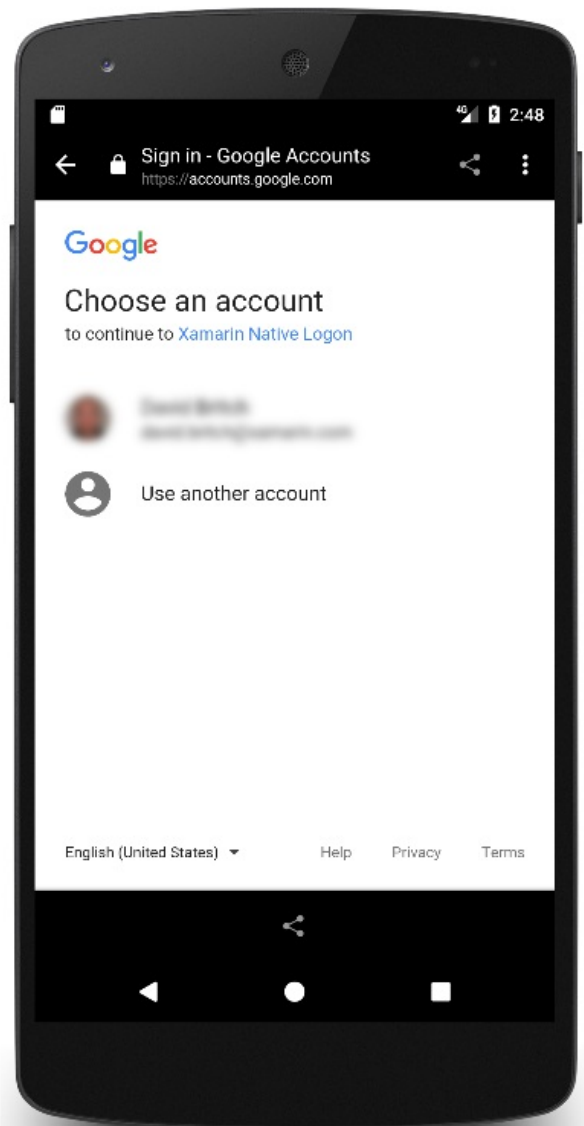 4G 2:48
Sign in - Google Accounts
https://accounts.google.com
Google
Choose an account
to continue to Xamarin Native Logon
Use another account
English (United States) Help Privacy Terms